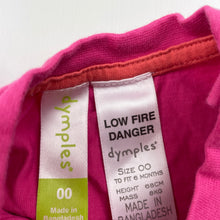 dymples®
00
Made in
Bangladesh
LOW FIRE
DANGER
dymples®
SIZE 00
TO FIT 6 MONTHS
HEIGHT 68CM
MASS 8KG
MADE IN
BANGLADESH